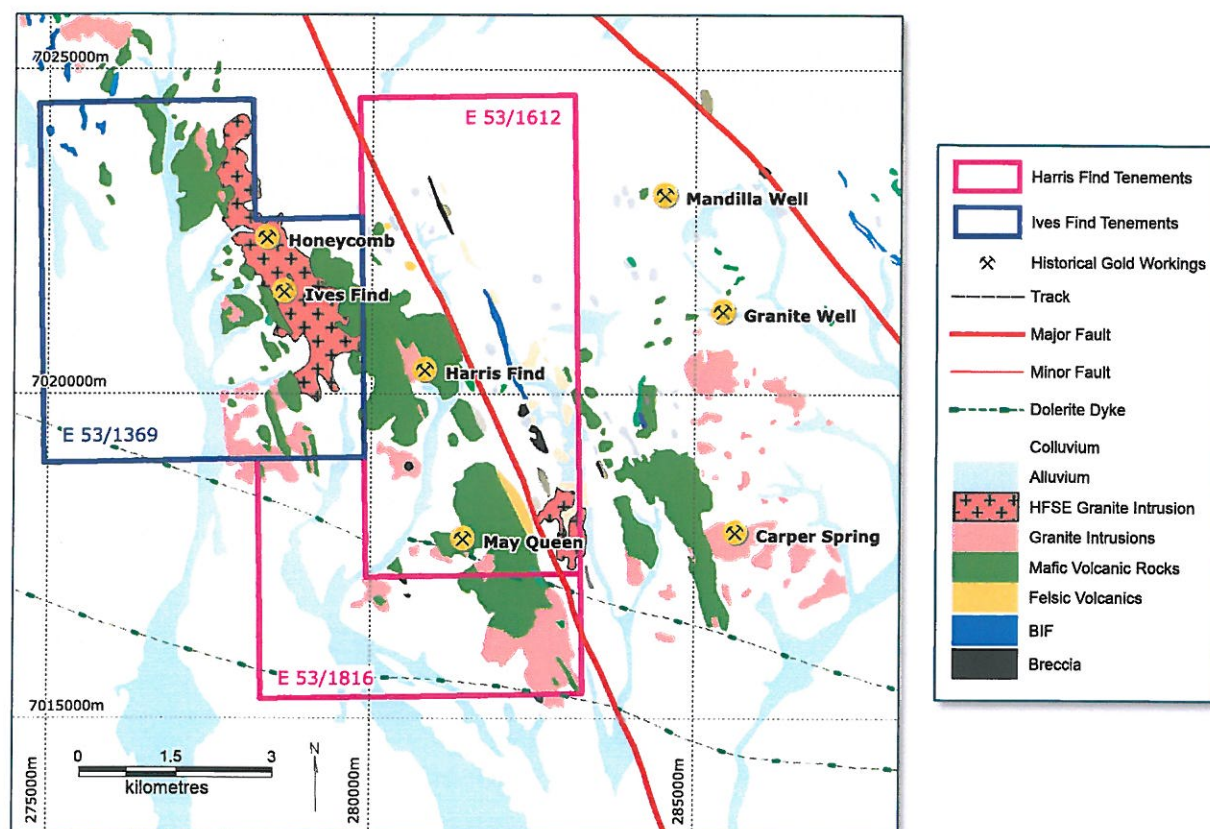 7025000m
E 53/1612
Mandilla Well
Honeycomb
Ives Find
Granite Well
Harris Find
7020000m
E 53/1369
May Queen
Carper Spring
E 53/1816
7015000m
0 1.5 3
kilometres
N
275000m
280000m
285000m
Harris Find Tenements
Ives Find Tenements
Historical Gold Workings
Track
Major Fault
Minor Fault
Dolerite Dyke
Colluvium
Alluvium
HFSE Granite Intrusion
Granite Intrusions
Mafic Volcanic Rocks
Felsic Volcanics
BIF
Breccia